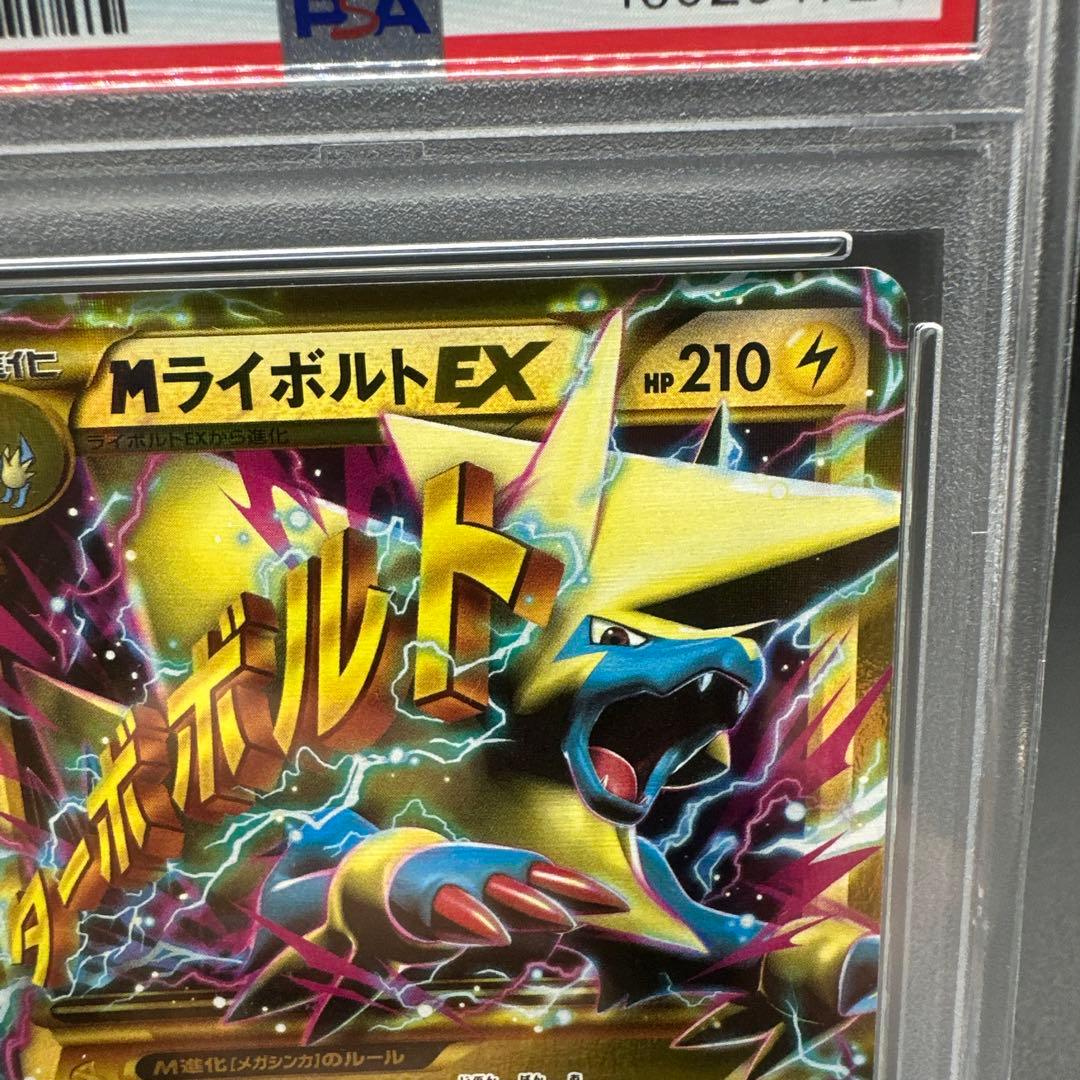 PSA
進化
MライボルトEX
HP 210
ライボルトEXから進化
ターボボルト
M進化[メガシンカ]のルール